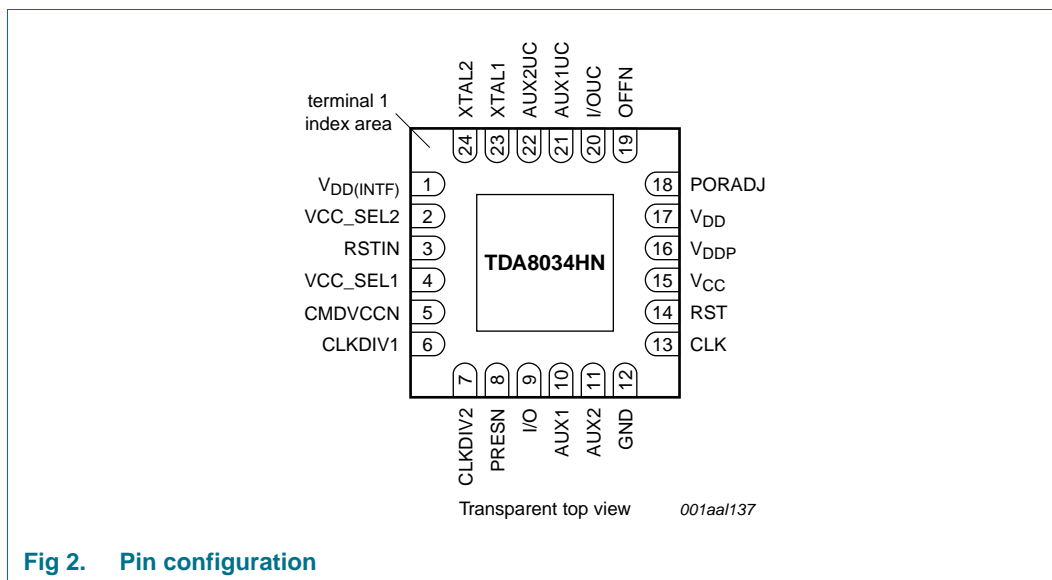 XTAL2
XTAL1
AUX2UC
AUX1UC
I/OUC
OFFN
terminal 1
index area
24
23
22
21
20
19
VDD(INTF) 1
VCC_SEL2 2
RSTIN 3
VCC_SEL1 4
CMDVCCN 5
CLKDIV1 6
TDA8034HN
18 PORADJ
17 VDD
16 VDDP
15 VCC
14 RST
13 CLK
7
8
9
10
11
12
CLKDIV2
PRESN
I/O
AUX1
AUX2
GND
Transparent top view 001aal137
Fig 2. Pin configuration